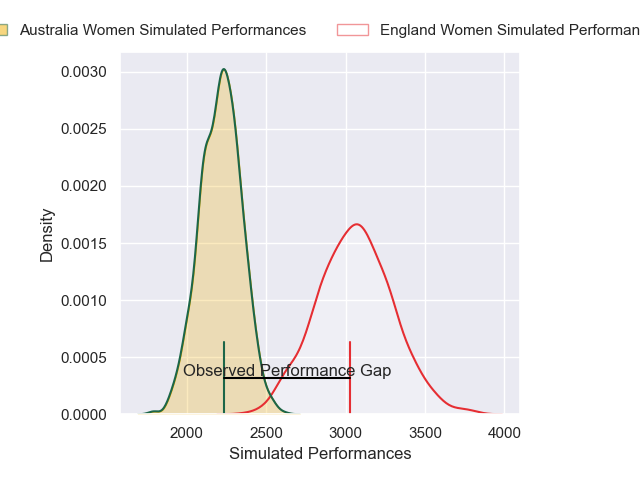 Australia Women Simulated Performances England Women Simulated Performan
0.0030
0.0025
0.0020
0.0015
0.0010
0.0005
0.0000
Density
Observed Performance Gap
2000 2500 3000 3500 4000
Simulated Performances